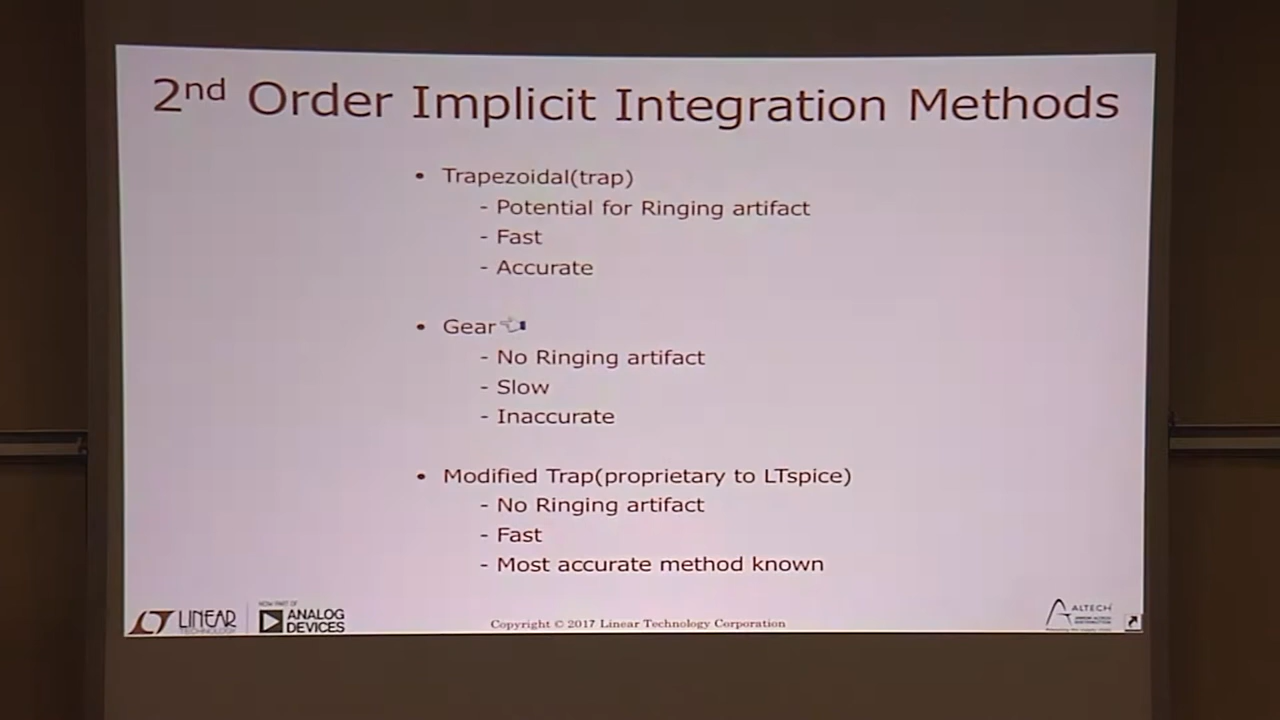 2nd Order Implicit Integration Methods
• Trapezoidal(trap)
- Potential for Ringing artifact
- Fast
- Accurate
• Gear
- No Ringing artifact
- Slow
- Inaccurate
• Modified Trap(proprietary to LTspice)
- No Ringing artifact
- Fast
- Most accurate method known
LINEAR
TECHNOLOGY
NOW PART OF
ANALOG
DEVICES
Copyright © 2017 Linear Technology Corporation
ALTECH